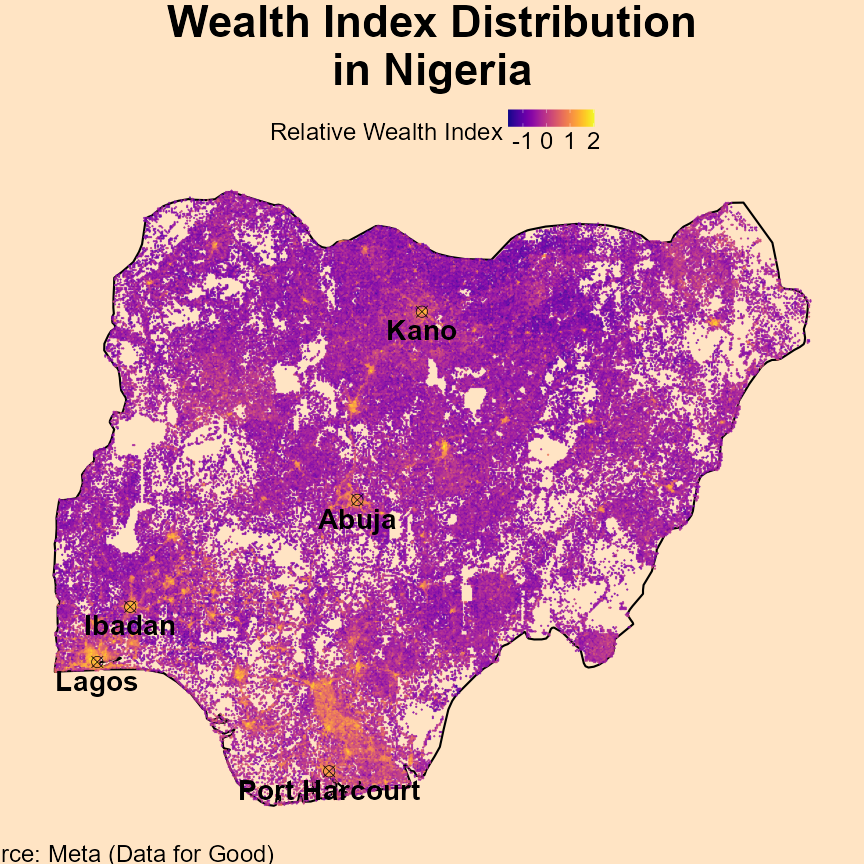 Wealth Index Distribution
in Nigeria
Relative Wealth Index
-1 0 1 2
Kano
Abuja
Ibadan
Lagos
Port Harcourt
rce: Meta (Data for Good)